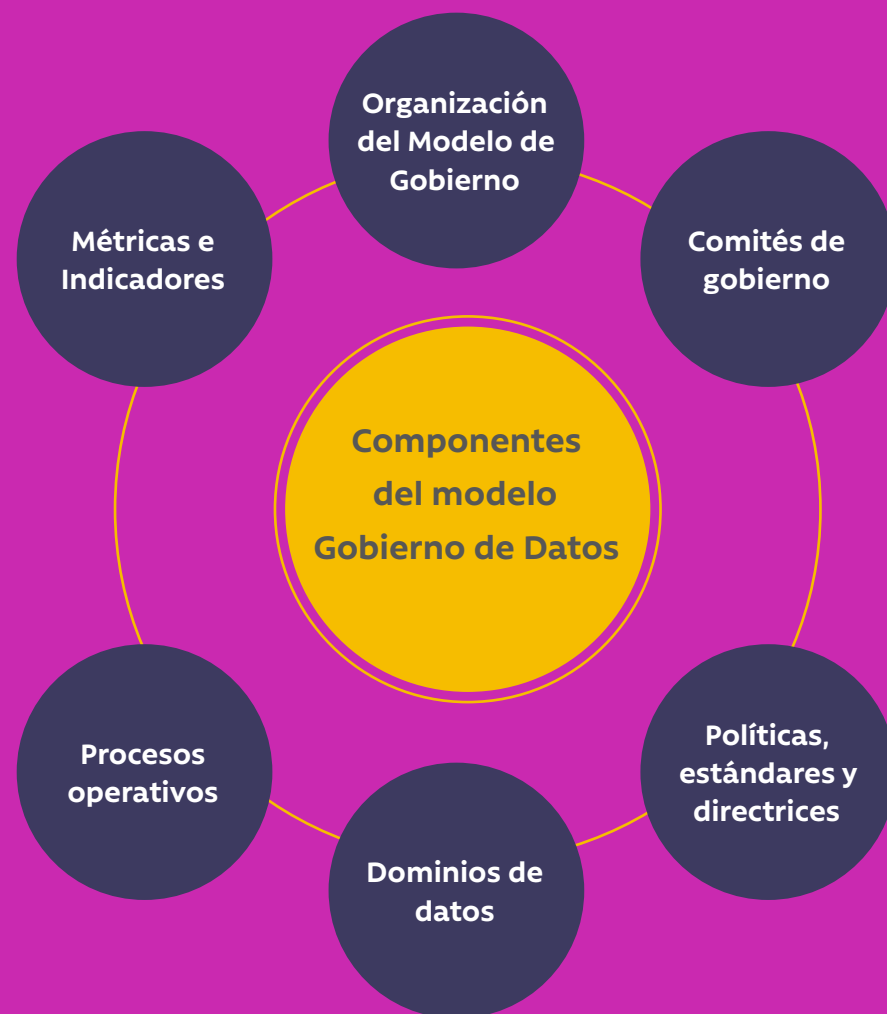 Organización
del Modelo de
Gobierno
Métricas e
Indicadores
Comités de
gobierno
Componentes
del modelo
Gobierno de Datos
Procesos
operativos
Políticas,
estándares y
directrices
Dominios de
datos